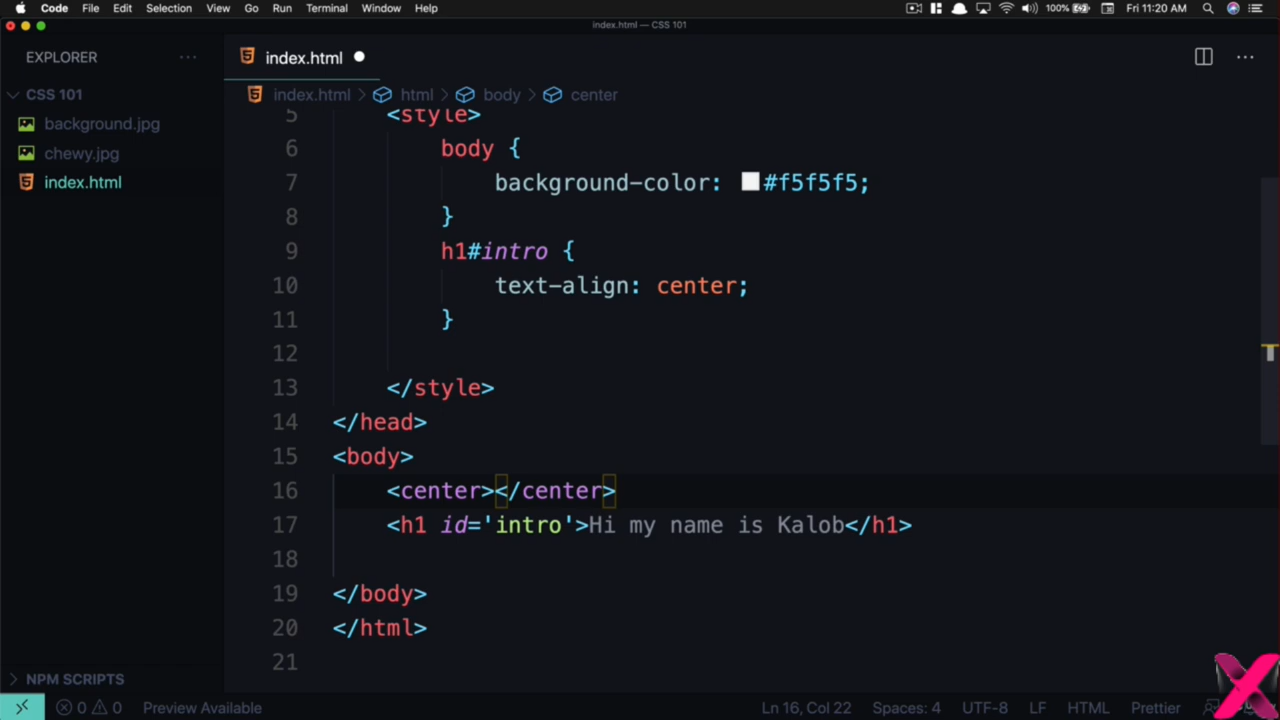 Code File Edit Selection View Go Run Terminal Window Help 100% Fri 11:20 AM
index.html — CSS 101
EXPLORER
index.html
CSS 101
index.html > html > body > center
background.jpg
chewy.jpg
index.html
5 <style>
6 body {
7 background-color: #f5f5f5;
8 }
9 h1#intro {
10 text-align: center;
11 }
12
13 </style>
14 </head>
15 <body>
16 <center></center>
17 <h1 id='intro'>Hi my name is Kalob</h1>
18
19 </body>
20 </html>
21
NPM SCRIPTS
0 0 Preview Available Ln 16, Col 22 Spaces: 4 UTF-8 LF HTML Prettier
X